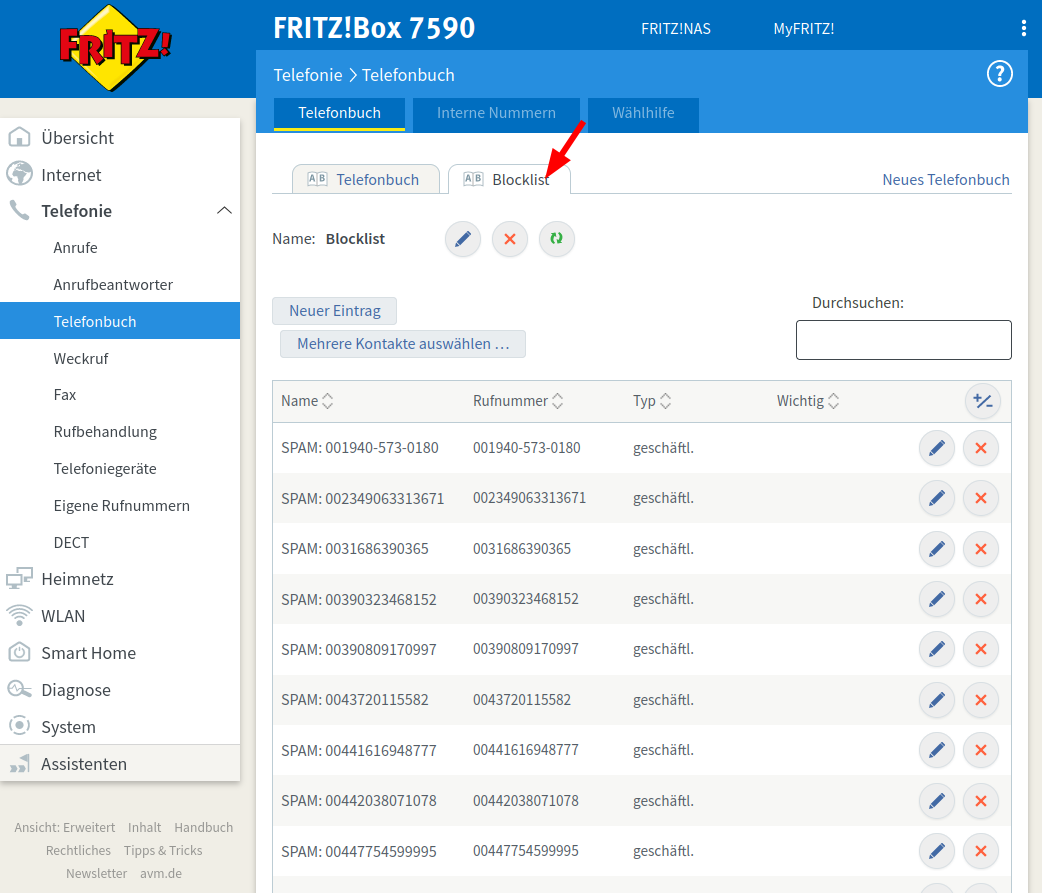 FRITZ!
FRITZ!Box 7590
FRITZ!NAS
MyFRITZ!
Telefonie > Telefonbuch
?
Telefonbuch
Interne Nummern
Wählhilfe
Übersicht
Internet
Telefonie
Anrufe
Anrufbeantworter
Telefonbuch
Weckruf
Fax
Rufbehandlung
Telefoniegeräte
Eigene Rufnummern
DECT
Heimnetz
WLAN
Smart Home
Diagnose
System
Assistenten
Ansicht: Erweitert Inhalt Handbuch
Rechtliches Tipps & Tricks
Newsletter avm.de
AB Telefonbuch
AB Blocklist
Neues Telefonbuch
Name: Blocklist
Neuer Eintrag
Mehrere Kontakte auswählen ...
Durchsuchen:
Name Rufnummer Typ Wichtig +/-
SPAM: 001940-573-0180 001940-573-0180 geschäftl.
SPAM: 002349063313671 002349063313671 geschäftl.
SPAM: 0031686390365 0031686390365 geschäftl.
SPAM: 00390323468152 00390323468152 geschäftl.
SPAM: 00390809170997 00390809170997 geschäftl.
SPAM: 0043720115582 0043720115582 geschäftl.
SPAM: 00441616948777 00441616948777 geschäftl.
SPAM: 00442038071078 00442038071078 geschäftl.
SPAM: 00447754599995 00447754599995 geschäftl.